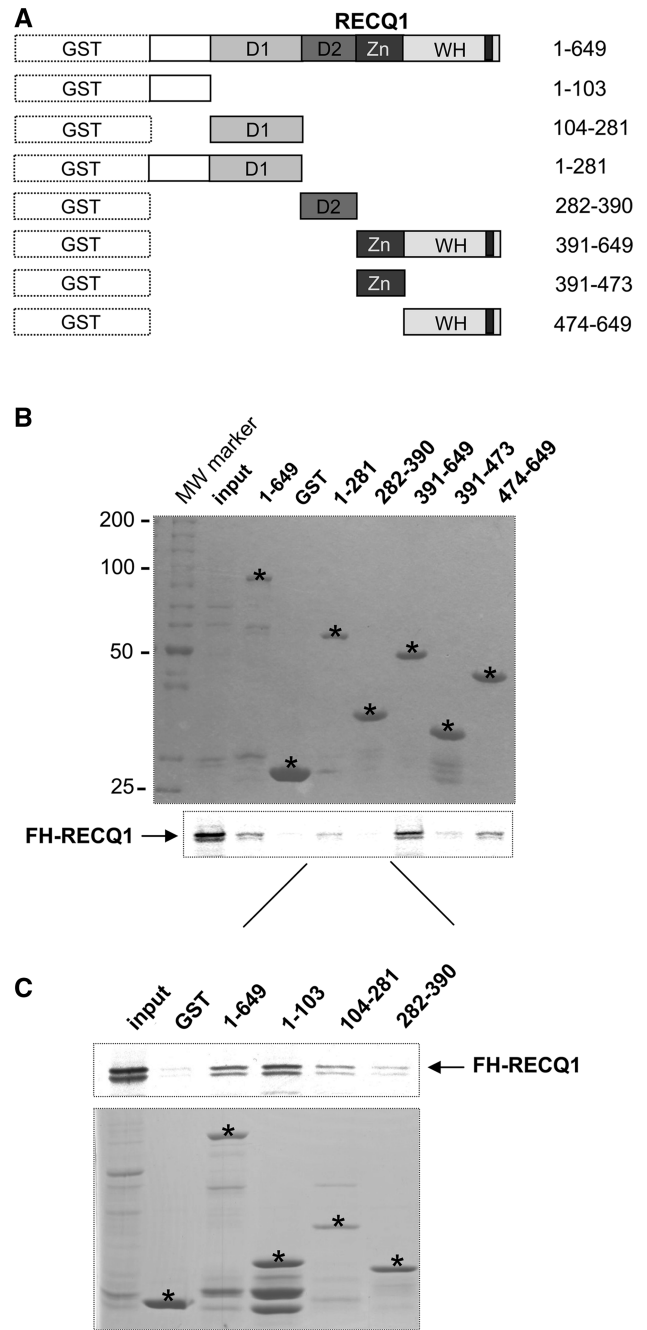 A
RECQ1
GST D1 D2 Zn WH 1-649
GST 1-103
GST D1 104-281
GST D1 1-281
GST D2 282-390
GST Zn WH 391-649
GST Zn 391-473
GST WH 474-649
B
MW marker input 1-649 GST 1-281 282-390 391-649 391-473 474-649
200 -
100 -
*
50 -
* * * * * *
25 -
FH-RECQ1
C
input GST 1-649 1-103 104-281 282-390
FH-RECQ1
* * * * *